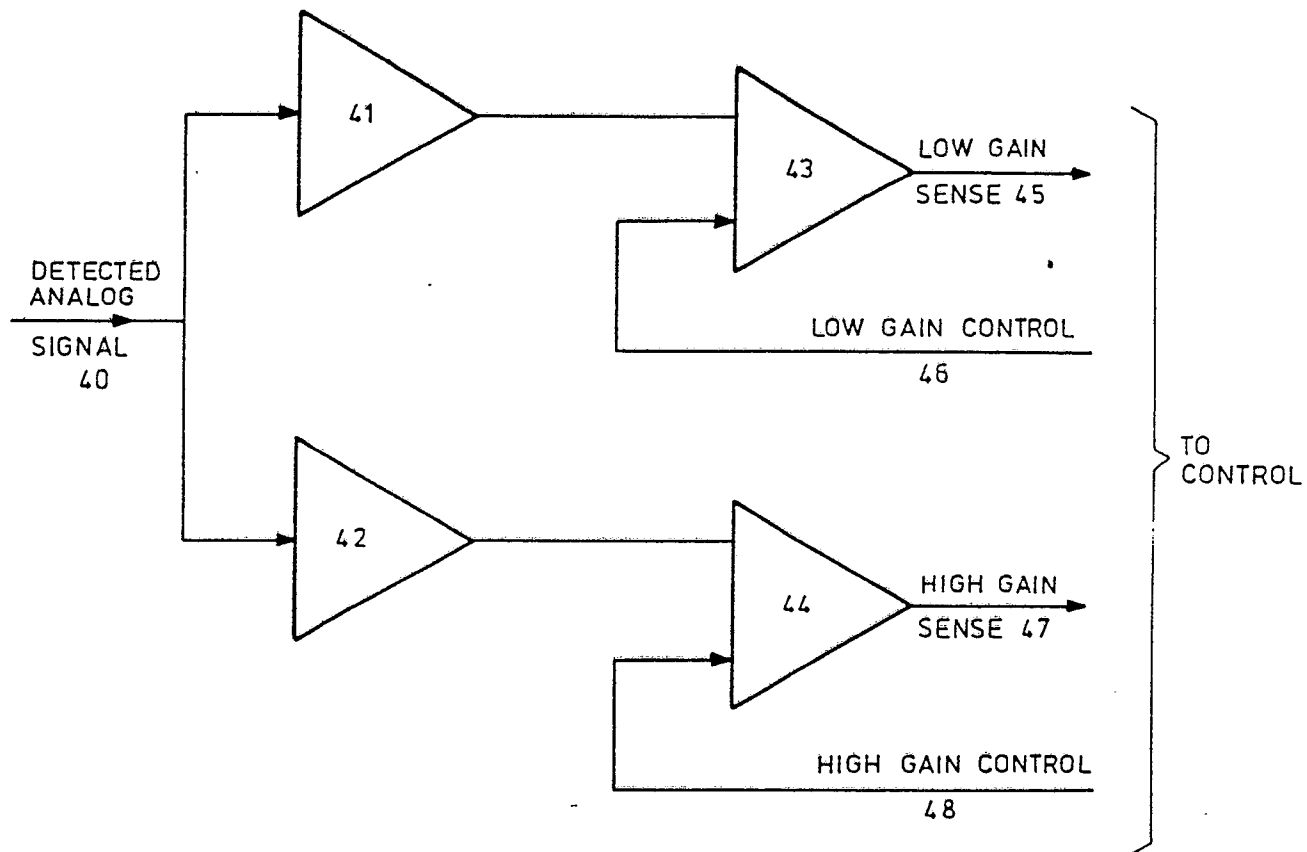 41
43
LOW GAIN
SENSE 45
DETECTED
ANALOG
SIGNAL
40
LOW GAIN CONTROL
46
TO
CONTROL
42
44
HIGH GAIN
SENSE 47
HIGH GAIN CONTROL
48